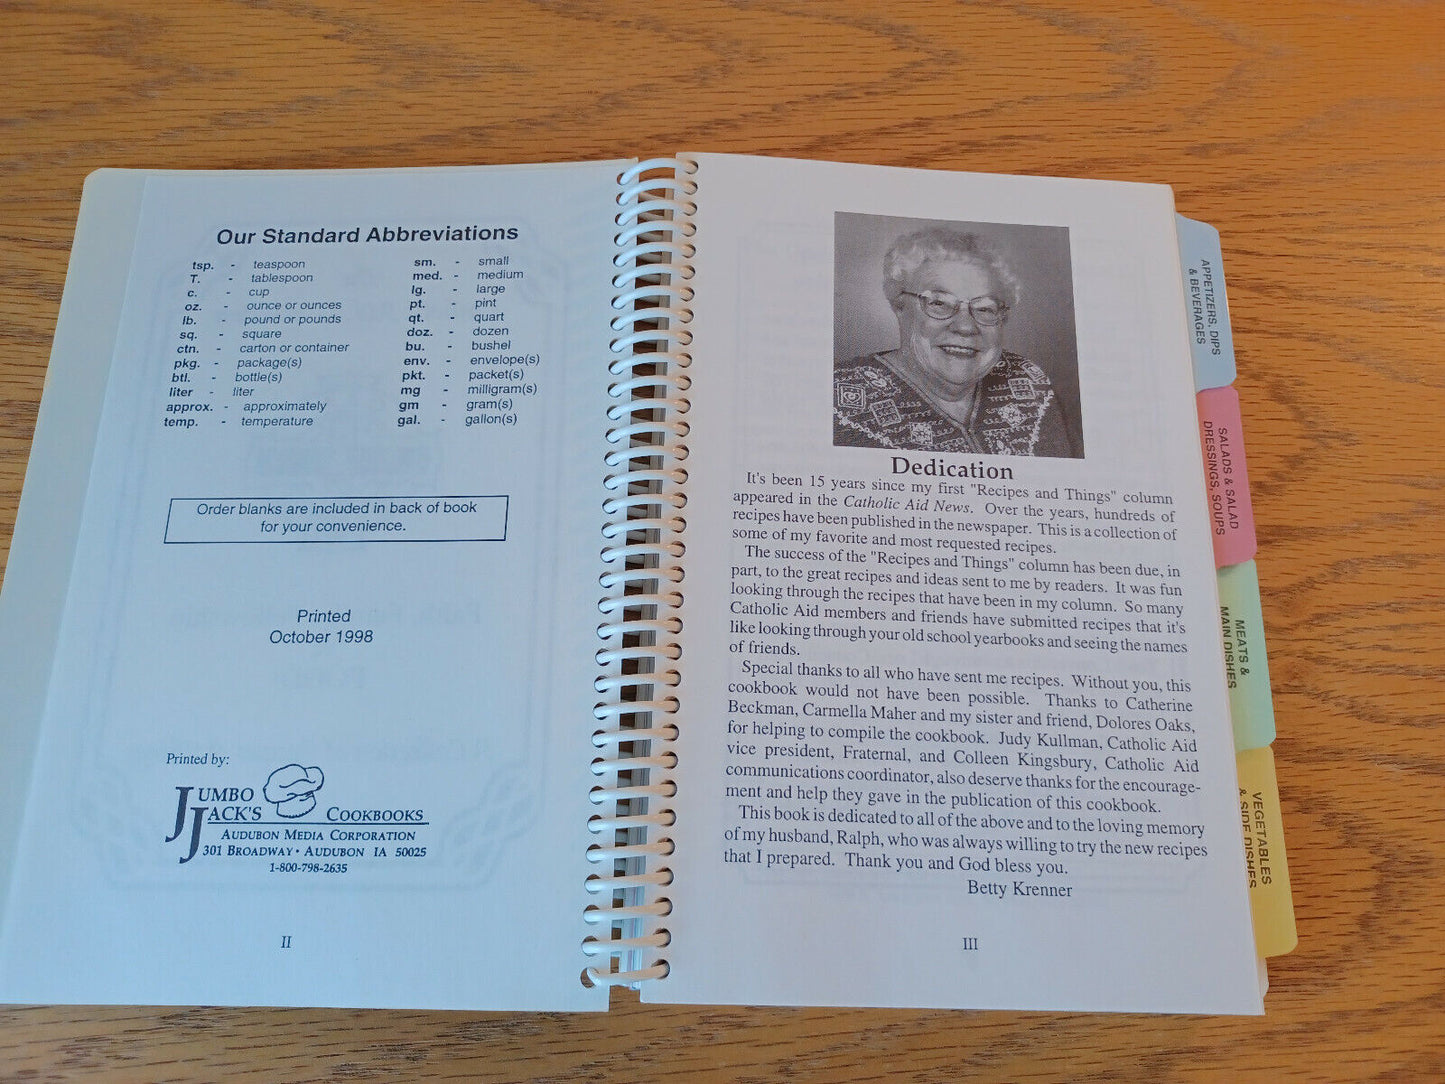 Our Standard Abbreviations
tsp. - teaspoon
T. - tablespoon
c. - cup
oz. - ounce or ounces
lb. - pound or pounds
sq. - square
ctn. - carton or container
pkg. - package(s)
btl. - bottle(s)
liter - liter
approx. - approximately
temp. - temperature
sm. - small
med. - medium
lg. - large
pt. - pint
qt. - quart
doz. - dozen
bu. - bushel
env. - envelope(s)
pkt. - packet(s)
mg - milligram(s)
gm - gram(s)
gal. - gallon(s)
Order blanks are included in back of book
for your convenience.
Printed
October 1998
Printed by:
JUMBO
JACK'S COOKBOOKS
AUDUBON MEDIA CORPORATION
301 BROADWAY • AUDUBON IA 50025
1-800-798-2635
II
Dedication
It's been 15 years since my first "Recipes and Things" column
appeared in the Catholic Aid News. Over the years, hundreds of
recipes have been published in the newspaper. This is a collection of
some of my favorite and most requested recipes.
The success of the "Recipes and Things" column has been due, in
part, to the great recipes and ideas sent to me by readers. It was fun
looking through the recipes that have been in my column. So many
Catholic Aid members and friends have submitted recipes that it's
like looking through your old school yearbooks and seeing the names
of friends.
Special thanks to all who have sent me recipes. Without you, this
cookbook would not have been possible. Thanks to Catherine
Beckman, Carmella Maher and my sister and friend, Dolores Oaks,
for helping to compile the cookbook. Judy Kullman, Catholic Aid
vice president, Fraternal, and Colleen Kingsbury, Catholic Aid
communications coordinator, also deserve thanks for the encourage-
ment and help they gave in the publication of this cookbook.
This book is dedicated to all of the above and to the loving memory
of my husband, Ralph, who was always willing to try the new recipes
that I prepared. Thank you and God bless you.
Betty Krenner
III
APPETIZERS, DIPS
& BEVERAGES
SALADS & SALAD
DRESSINGS, SOUPS
MEATS &
MAIN DISHES
VEGETABLES
& SIDE DISHES